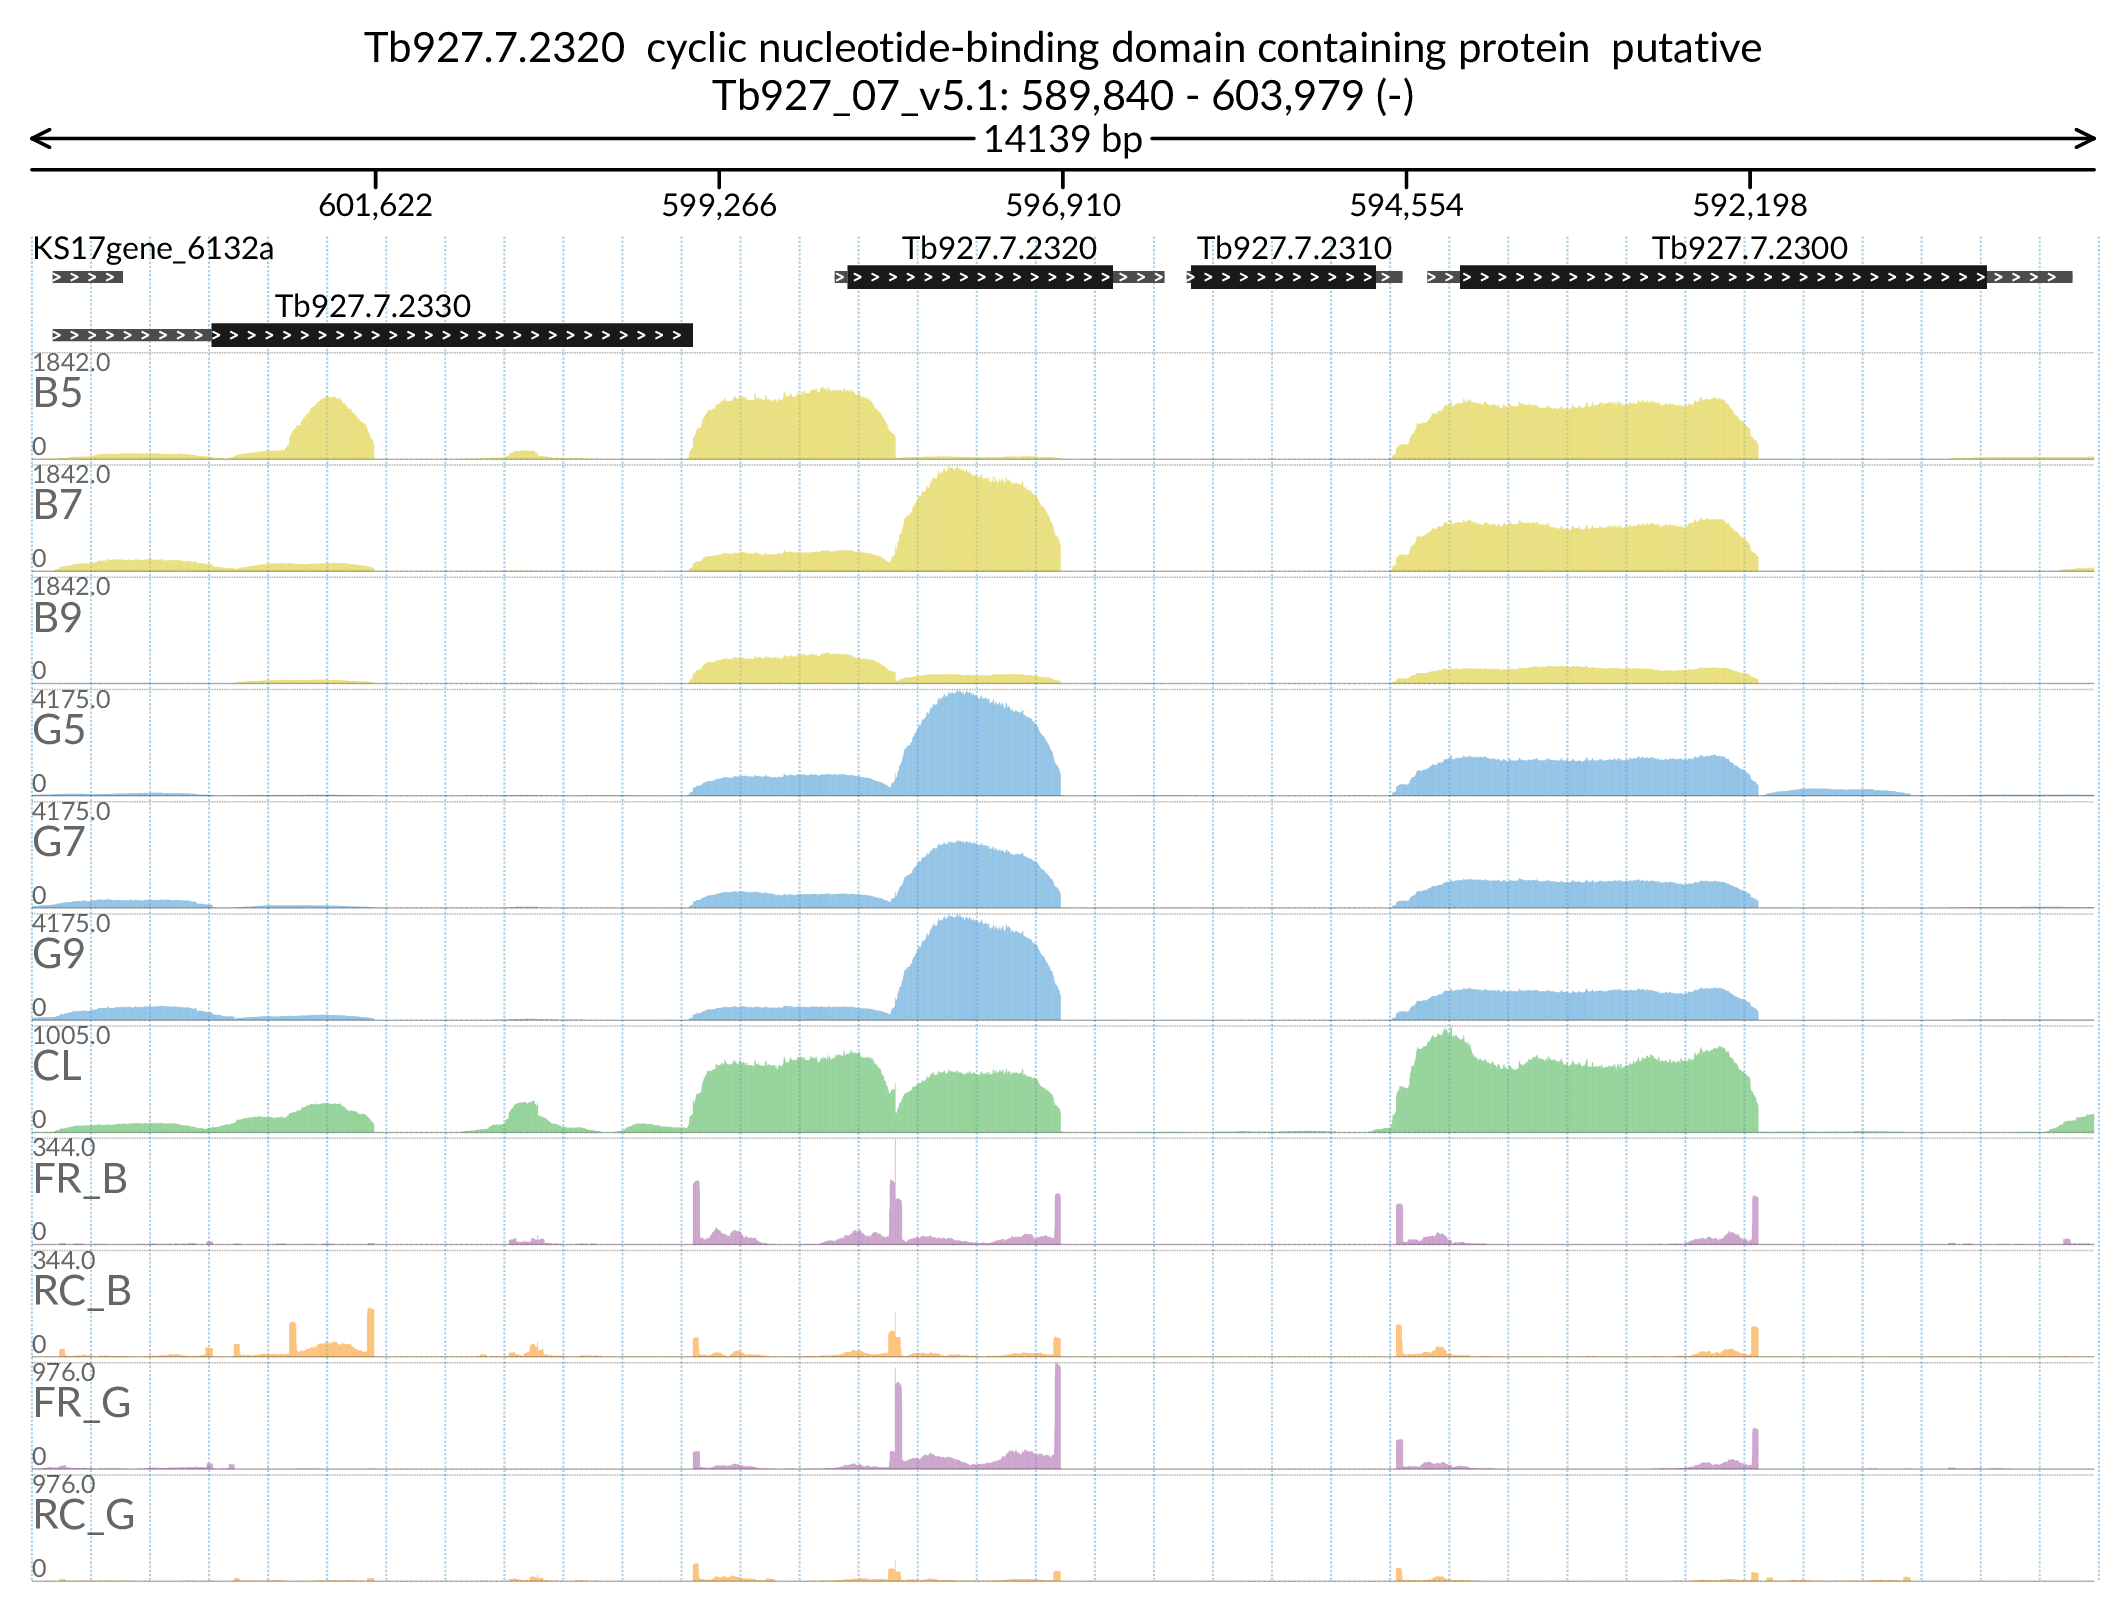 Tb927.7.2320  cyclic nucleotide-binding domain containing protein  putative
Tb927_07_v5.1: 589,840 - 603,979 (-)
14139 bp
601,622 599,266 596,910 594,554 592,198
KS17gene_6132a Tb927.7.2320 Tb927.7.2310 Tb927.7.2300
Tb927.7.2330
1842.0
B5
0
1842.0
B7
0
1842.0
B9
0
4175.0
G5
0
4175.0
G7
0
4175.0
G9
0
1005.0
CL
0
344.0
FR_B
0
344.0
RC_B
0
976.0
FR_G
0
976.0
RC_G
0